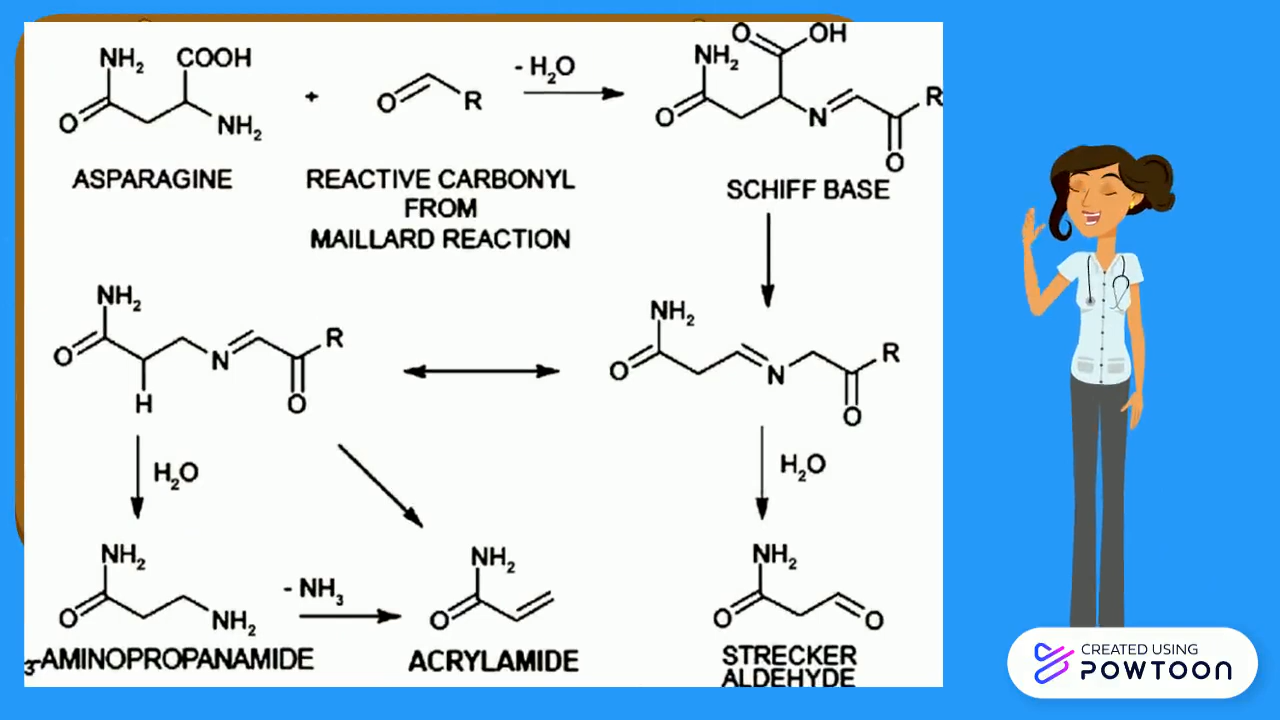 NH2 COOH
O NH2
+
O R
- H2O
O OH
NH2
O N R
O
ASPARAGINE
REACTIVE CARBONYL
FROM
MAILLARD REACTION
SCHIFF BASE
NH2
O N R
H O
NH2
O N R
O
H2O
H2O
NH2
O NH2
- NH3
NH2
O
NH2
O O
3-AMINOPROPANAMIDE
ACRYLAMIDE
STRECKER
ALDEHYDE
CREATED USING
POWTOON